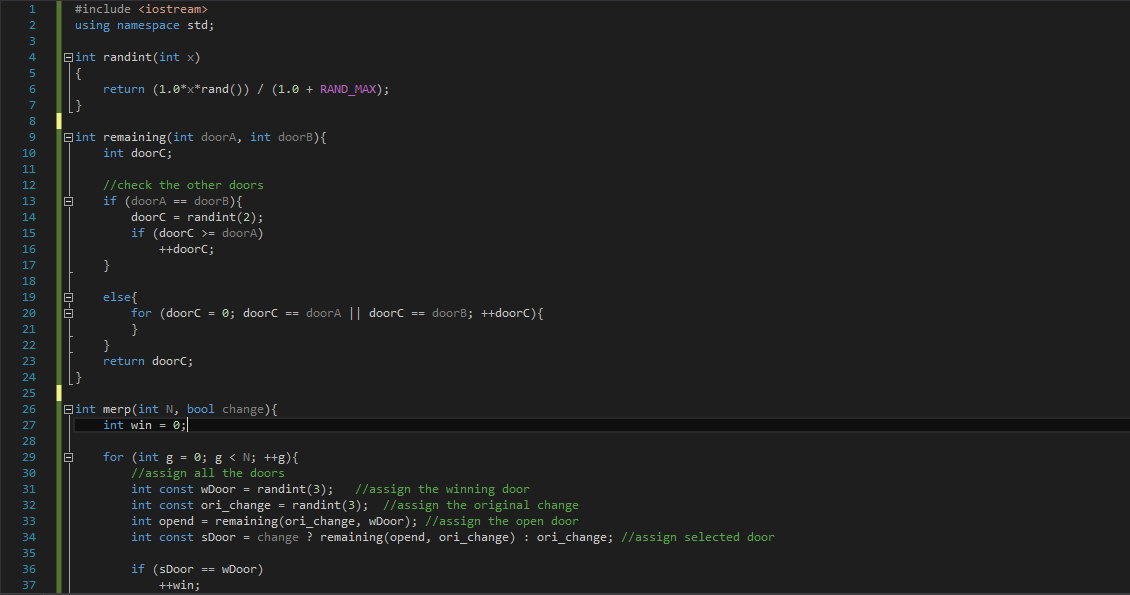 1 #include <iostream>
2 using namespace std;
3
4 int randint(int x)
5 {
6 return (1.0*x*rand()) / (1.0 + RAND_MAX);
7 }
8
9 int remaining(int doorA, int doorB){
10 int doorC;
11
12 //check the other doors
13 if (doorA == doorB){
14 doorC = randint(2);
15 if (doorC >= doorA)
16 ++doorC;
17 }
18
19 else{
20 for (doorC = 0; doorC == doorA || doorC == doorB; ++doorC){
21 }
22 }
23 return doorC;
24 }
25
26 int merp(int N, bool change){
27 int win = 0;
28
29 for (int g = 0; g < N; ++g){
30 //assign all the doors
31 int const wDoor = randint(3); //assign the winning door
32 int const ori_change = randint(3); //assign the original change
33 int opend = remaining(ori_change, wDoor); //assign the open door
34 int const sDoor = change ? remaining(opend, ori_change) : ori_change; //assign selected door
35
36 if (sDoor == wDoor)
37 ++win;